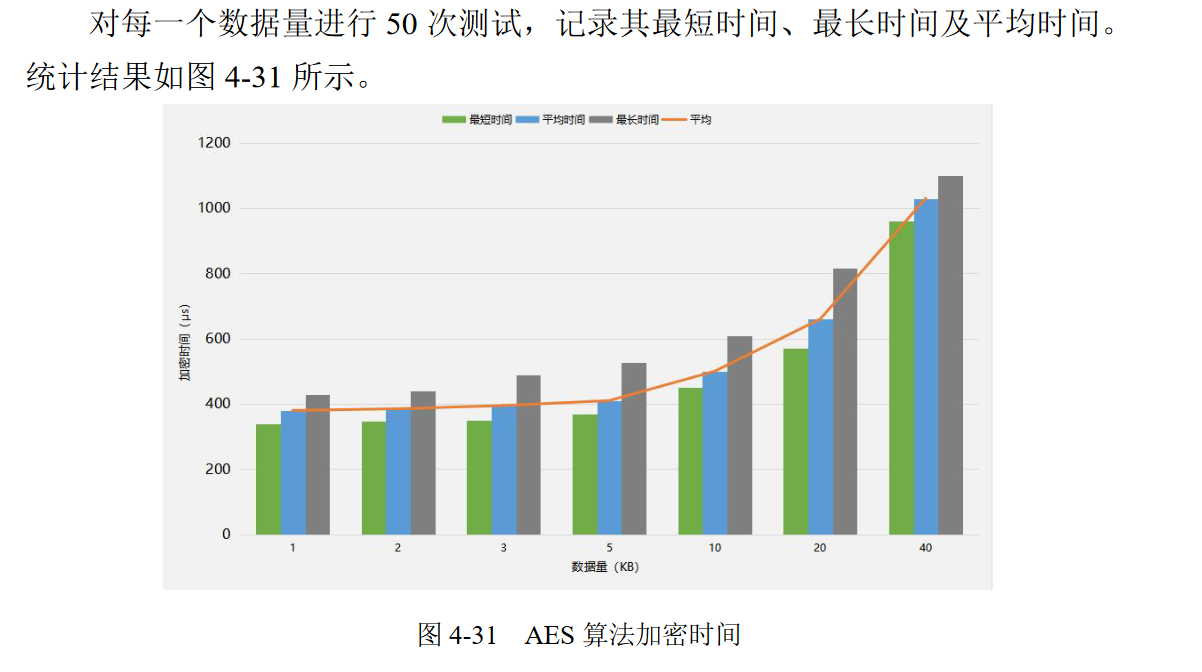 对每一个数据量进行 50 次测试，记录其最短时间、最长时间及平均时间。
统计结果如图 4-31 所示。
最短时间 平均时间 最长时间 平均
1200
1000
800
600
400
200
0
加密时间（μs）
1 2 3 5 10 20 40
数据量（KB）
图 4-31 AES 算法加密时间